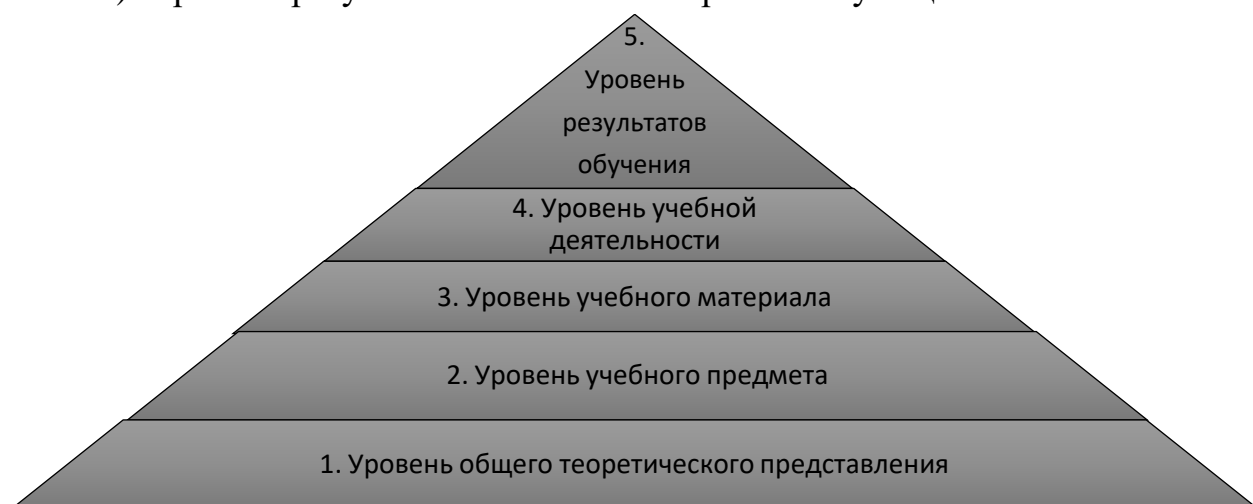 5.
Уровень
результатов
обучения
4. Уровень учебной
деятельности
3. Уровень учебного материала
2. Уровень учебного предмета
1. Уровень общего теоретического представления